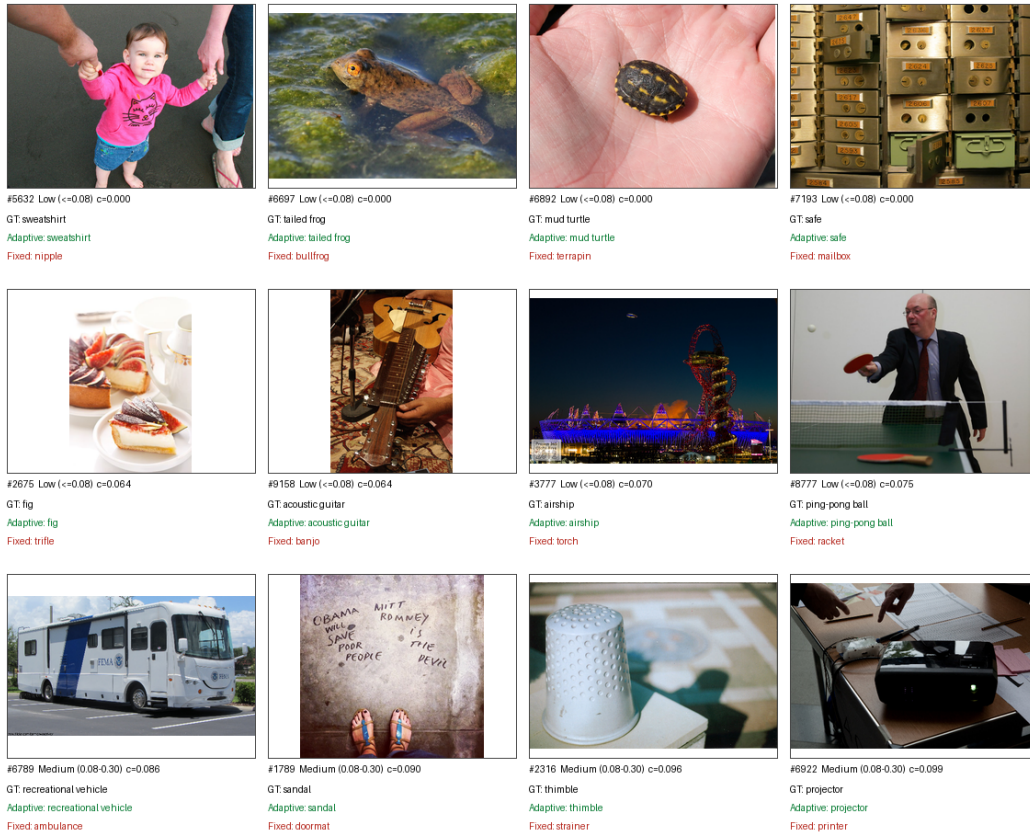 #5632 Low (<=0.08) c=0.000
GT: sweatshirt
Adaptive: sweatshirt
Fixed: nipple
#6697 Low (<=0.08) c=0.000
GT: tailed frog
Adaptive: tailed frog
Fixed: bullfrog
#6892 Low (<=0.08) c=0.000
GT: mud turtle
Adaptive: mud turtle
Fixed: terrapin
2647
2617
2624
#7193 Low (<=0.08) c=0.000
GT: safe
Adaptive: safe
Fixed: mailbox
#2675 Low (<=0.08) c=0.064
GT: fig
Adaptive: fig
Fixed: trifle
#9158 Low (<=0.08) c=0.064
GT: acoustic guitar
Adaptive: acoustic guitar
Fixed: banjo
#3777 Low (<=0.08) c=0.070
GT: airship
Adaptive: airship
Fixed: torch
#8777 Low (<=0.08) c=0.075
GT: ping-pong ball
Adaptive: ping-pong ball
Fixed: racket
FEMA
#6789 Medium (0.08-0.30) c=0.086
GT: recreational vehicle
Adaptive: recreational vehicle
Fixed: ambulance
OBAMA
WILL
SAVE
POOR
PEOPLE
MITT
ROMNEY
IS
THE
DEVIL
#1789 Medium (0.08-0.30) c=0.090
GT: sandal
Adaptive: sandal
Fixed: doormat
#2316 Medium (0.08-0.30) c=0.096
GT: thimble
Adaptive: thimble
Fixed: strainer
#6922 Medium (0.08-0.30) c=0.099
GT: projector
Adaptive: projector
Fixed: printer